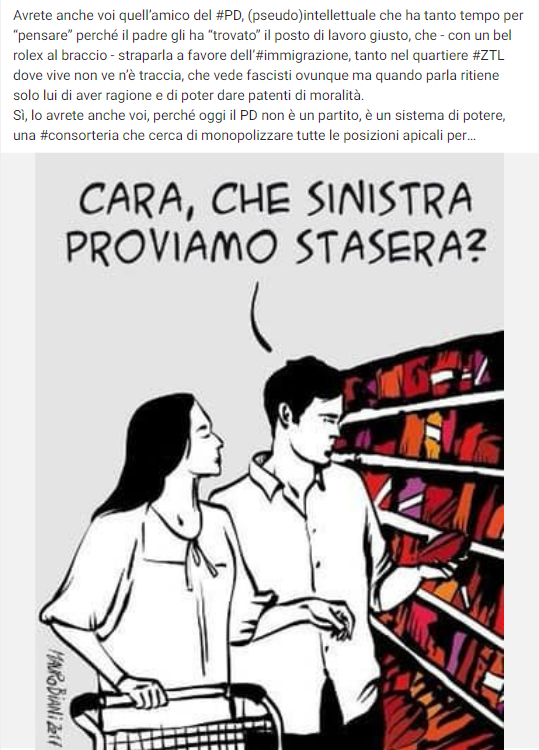 Avrete anche voi quell'amico del #PD, (pseudo)intellettuale che ha tanto tempo per
“pensare” perché il padre gli ha “trovato” il posto di lavoro giusto, che - con un bel
rolex al braccio - straparla a favore dell'#immigrazione, tanto nel quartiere #ZTL
dove vive non ve n'è traccia, che vede fascisti ovunque ma quando parla ritiene
solo lui di aver ragione e di poter dare patenti di moralità.
Sì, lo avrete anche voi, perché oggi il PD non è un partito, è un sistema di potere,
una #consorteria che cerca di monopolizzare tutte le posizioni apicali per...
CARA, CHE SINISTRA
PROVIAMO STASERA?
MAURO BIANI 2017